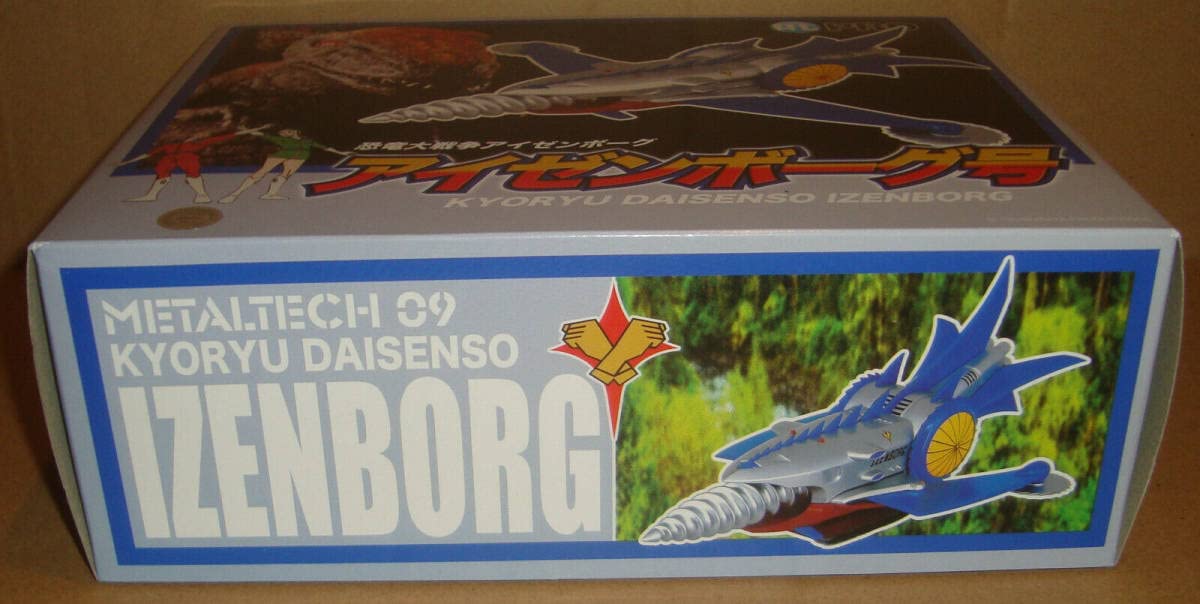 恐竜大戦争アイゼンボーグ
アイゼンボーグ号
KYORYU DAISENSO IZENBORG
METALTECH 09
KYORYU DAISENSO
IZENBORG
IZENBORG